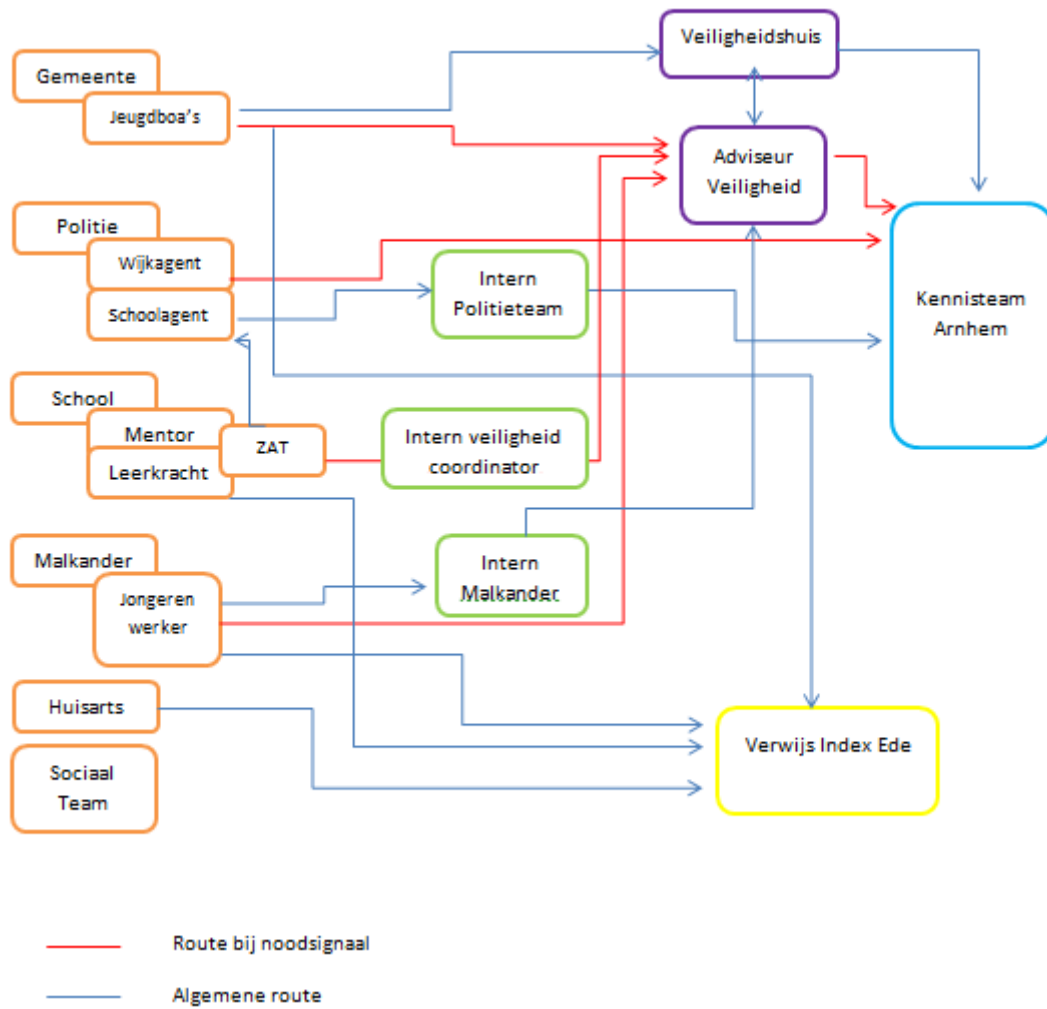 Veiligheidshuis
Gemeente
Jeugdboa's
Adviseur
Veiligheid
Politie
Wijkagent
Schoolagent
Intern
Politieteam
Kennisteam
Arnhem
School
Mentor
Leerkracht
ZAT
Intern veiligheid
coordinator
Malkander
Jongeren
werker
Intern
Malkander
Huisarts
Sociaal
Team
Verwijs Index Ede
Route bij noodsignaal
Algemene route